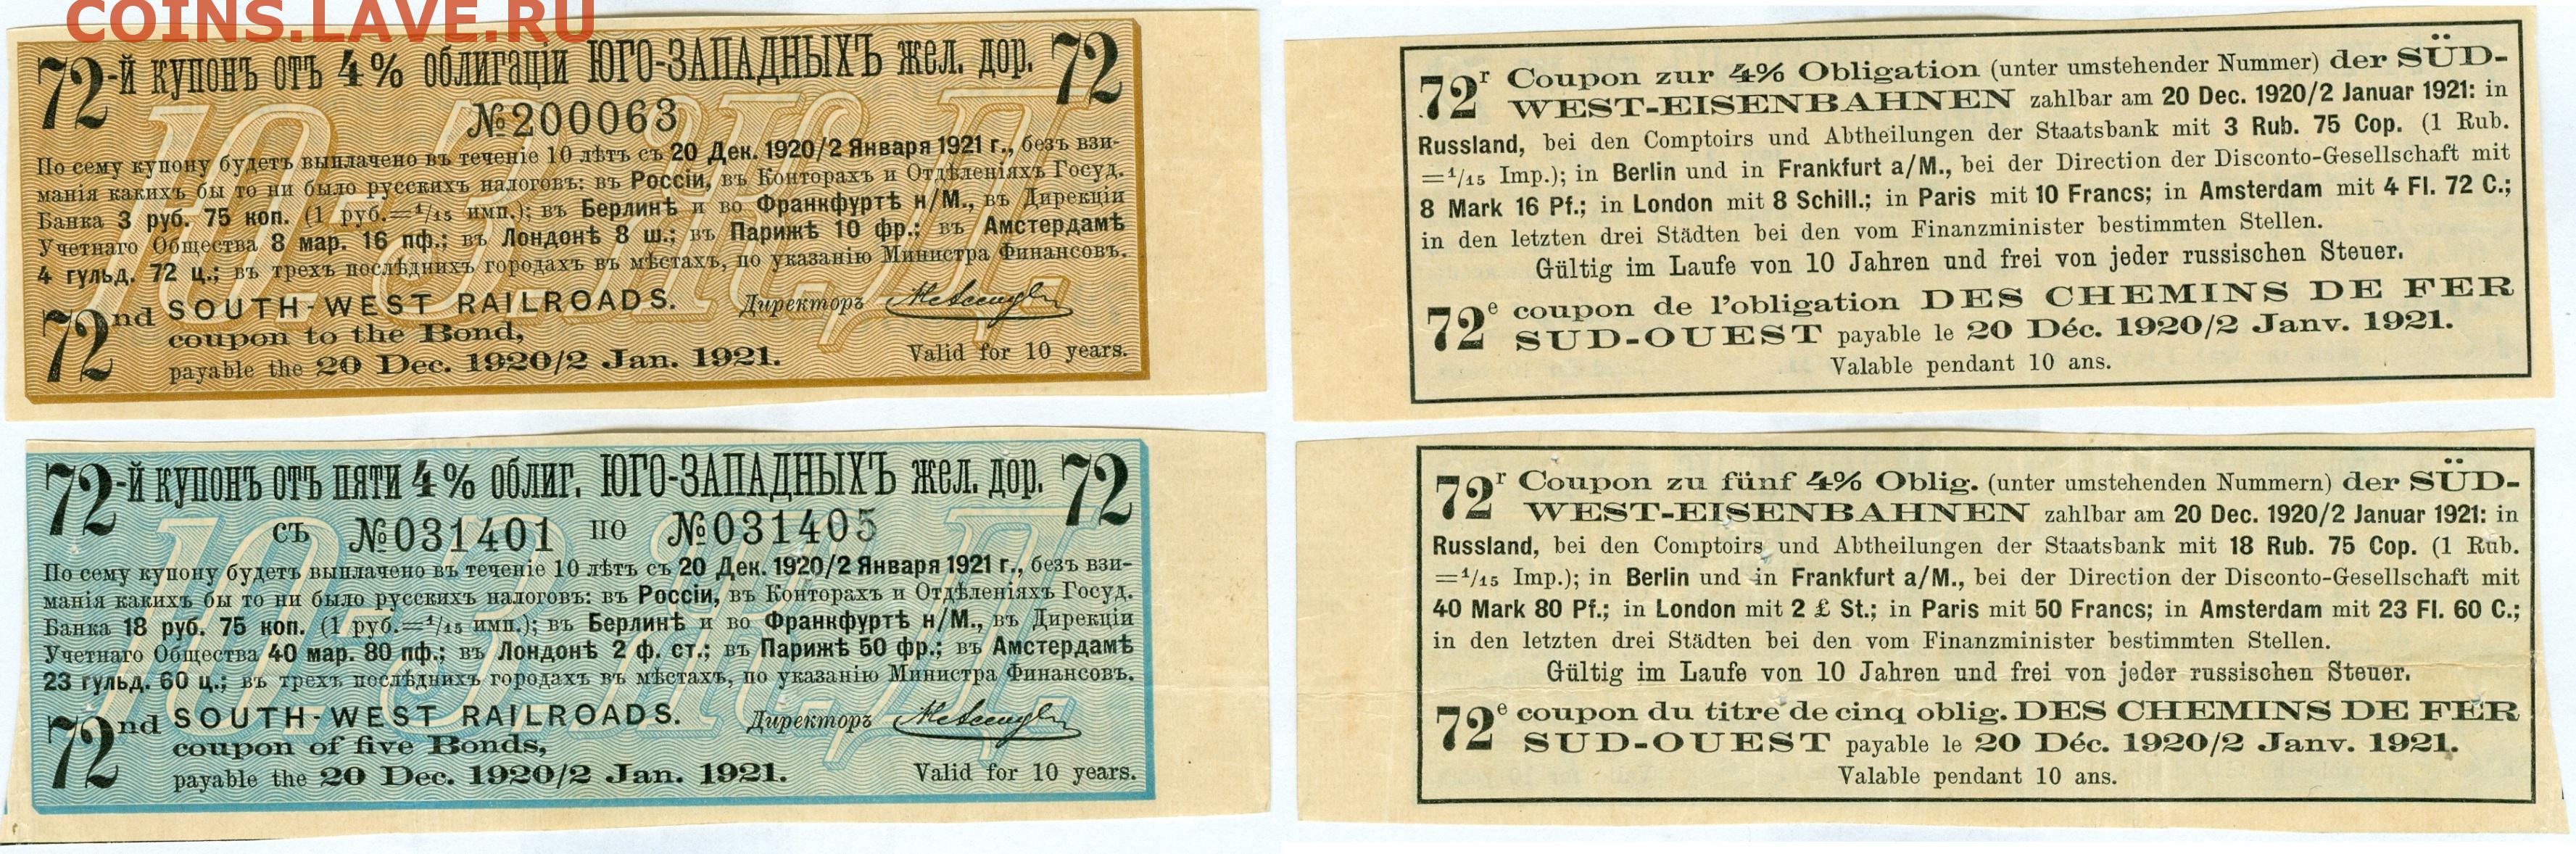 COINS.LAVE.RU
72-й купонъ отъ 4% облигаціи ЮГО-ЗАПАДНЫХЪ жел. дор. 72
№200063
По сему купону будетъ выплачено въ теченіе 10 лѣтъ съ 20 Дек. 1920/2 Января 1921 г., безъ взи-
манія какихъ бы то ни было русскихъ налоговъ: въ Россіи, въ Конторахъ и Отдѣленіяхъ Госуд.
Банка 3 руб. 75 коп. (1 руб.=1/15 имп.); въ Берлинѣ и во Франкфуртѣ н/М., въ Дирекціи
Учетнаго Общества 8 мар. 16 пф.; въ Лондонѣ 8 ш.; въ Парижѣ 10 фр.; въ Амстердамѣ
4 гульд. 72 ц.; въ трехъ послѣднихъ городахъ въ мѣстахъ, по указанію Министра Финансовъ.
72nd SOUTH-WEST RAILROADS. Директоръ
coupon to the Bond,
payable the 20 Dec. 1920/2 Jan. 1921. Valid for 10 years.
72r Coupon zur 4% Obligation (unter umstehender Nummer) der SÜD-
WEST-EISENBAHNEN zahlbar am 20 Dec. 1920/2 Januar 1921: in
Russland, bei den Comptoirs und Abtheilungen der Staatsbank mit 3 Rub. 75 Cop. (1 Rub.
=1/15 Imp.); in Berlin und in Frankfurt a/M., bei der Direction der Disconto-Gesellschaft mit
8 Mark 16 Pf.; in London mit 8 Schill.; in Paris mit 10 Francs; in Amsterdam mit 4 Fl. 72 C.;
in den letzten drei Städten bei den vom Finanzminister bestimmten Stellen.
Gültig im Laufe von 10 Jahren und frei von jeder russischen Steuer.
72e coupon de l'obligation DES CHEMINS DE FER
SUD-OUEST payable le 20 Déc. 1920/2 Janv. 1921.
Valable pendant 10 ans.
72-й купонъ отъ пяти 4% облиг. ЮГО-ЗАПАДНЫХЪ жел. дор. 72
съ №031401 по №031405
По сему купону будетъ выплачено въ теченіе 10 лѣтъ съ 20 Дек. 1920/2 Января 1921 г., безъ взи-
манія какихъ бы то ни было русскихъ налоговъ: въ Россіи, въ Конторахъ и Отдѣленіяхъ Госуд.
Банка 18 руб. 75 коп. (1 руб.=1/15 имп.); въ Берлинѣ и во Франкфуртѣ н/М., въ Дирекціи
Учетнаго Общества 40 мар. 80 пф.; въ Лондонѣ 2 ф. ст.; въ Парижѣ 50 фр.; въ Амстердамѣ
23 гульд. 60 ц.; въ трехъ послѣднихъ городахъ въ мѣстахъ, по указанію Министра Финансовъ.
72nd SOUTH-WEST RAILROADS. Директоръ
coupon of five Bonds,
payable the 20 Dec. 1920/2 Jan. 1921. Valid for 10 years.
72r Coupon zu fünf 4% Oblig. (unter umstehenden Nummern) der SÜD-
WEST-EISENBAHNEN zahlbar am 20 Dec. 1920/2 Januar 1921: in
Russland, bei den Comptoirs und Abtheilungen der Staatsbank mit 18 Rub. 75 Cop. (1 Rub.
=1/15 Imp.); in Berlin und in Frankfurt a/M., bei der Direction der Disconto-Gesellschaft mit
40 Mark 80 Pf.; in London mit 2 £ St.; in Paris mit 50 Francs; in Amsterdam mit 23 Fl. 60 C.;
in den letzten drei Städten bei den vom Finanzminister bestimmten Stellen.
Gültig im Laufe von 10 Jahren und frei von jeder russischen Steuer.
72e coupon du titre de cinq oblig. DES CHEMINS DE FER
SUD-OUEST payable le 20 Déc. 1920/2 Janv. 1921.
Valable pendant 10 ans.